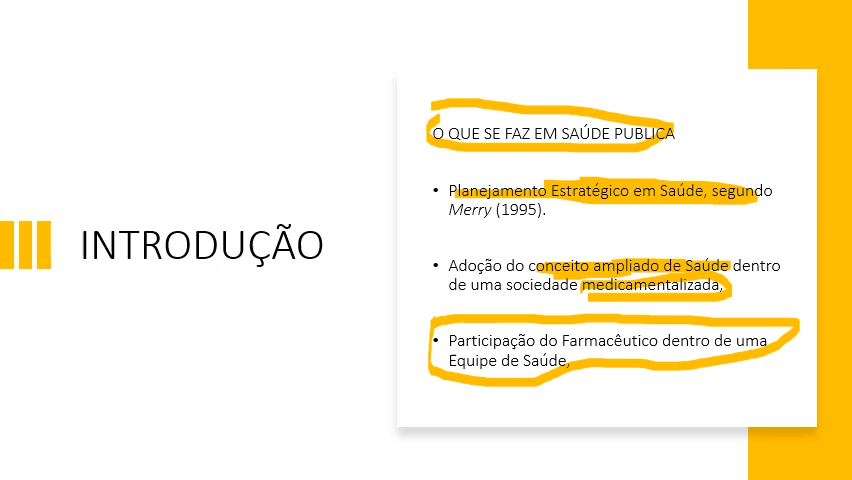 INTRODUÇÃO
O QUE SE FAZ EM SAÚDE PUBLICA
• Planejamento Estratégico em Saúde, segundo
Merry (1995).
• Adoção do conceito ampliado de Saúde dentro
de uma sociedade medicamentalizada,
• Participação do Farmacêutico dentro de uma
Equipe de Saúde,